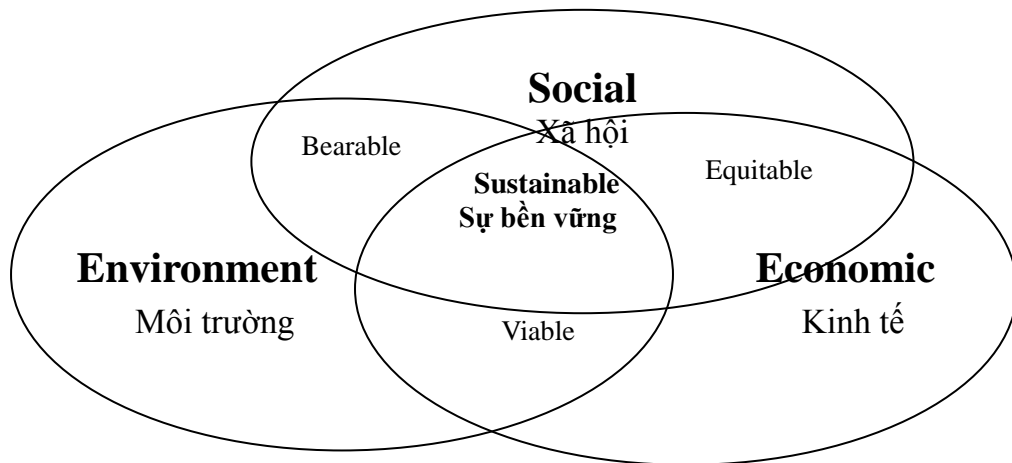 Social
Xã hội
Bearable
Equitable
Sustainable
Sự bền vững
Environment
Economic
Môi trường
Kinh tế
Viable